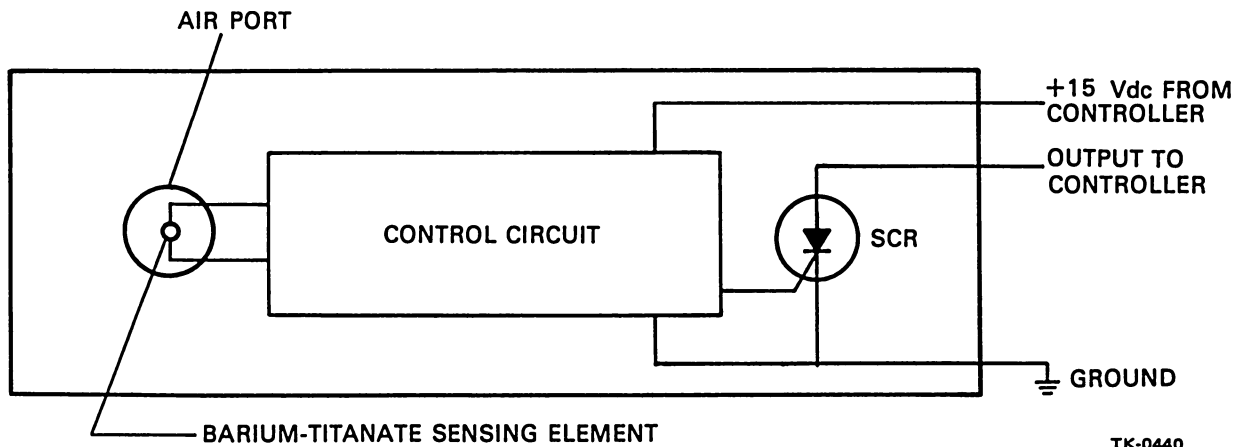 AIR PORT
+15 Vdc FROM
CONTROLLER
OUTPUT TO
CONTROLLER
CONTROL CIRCUIT
SCR
GROUND
BARIUM-TITANATE SENSING ELEMENT
TK-0440